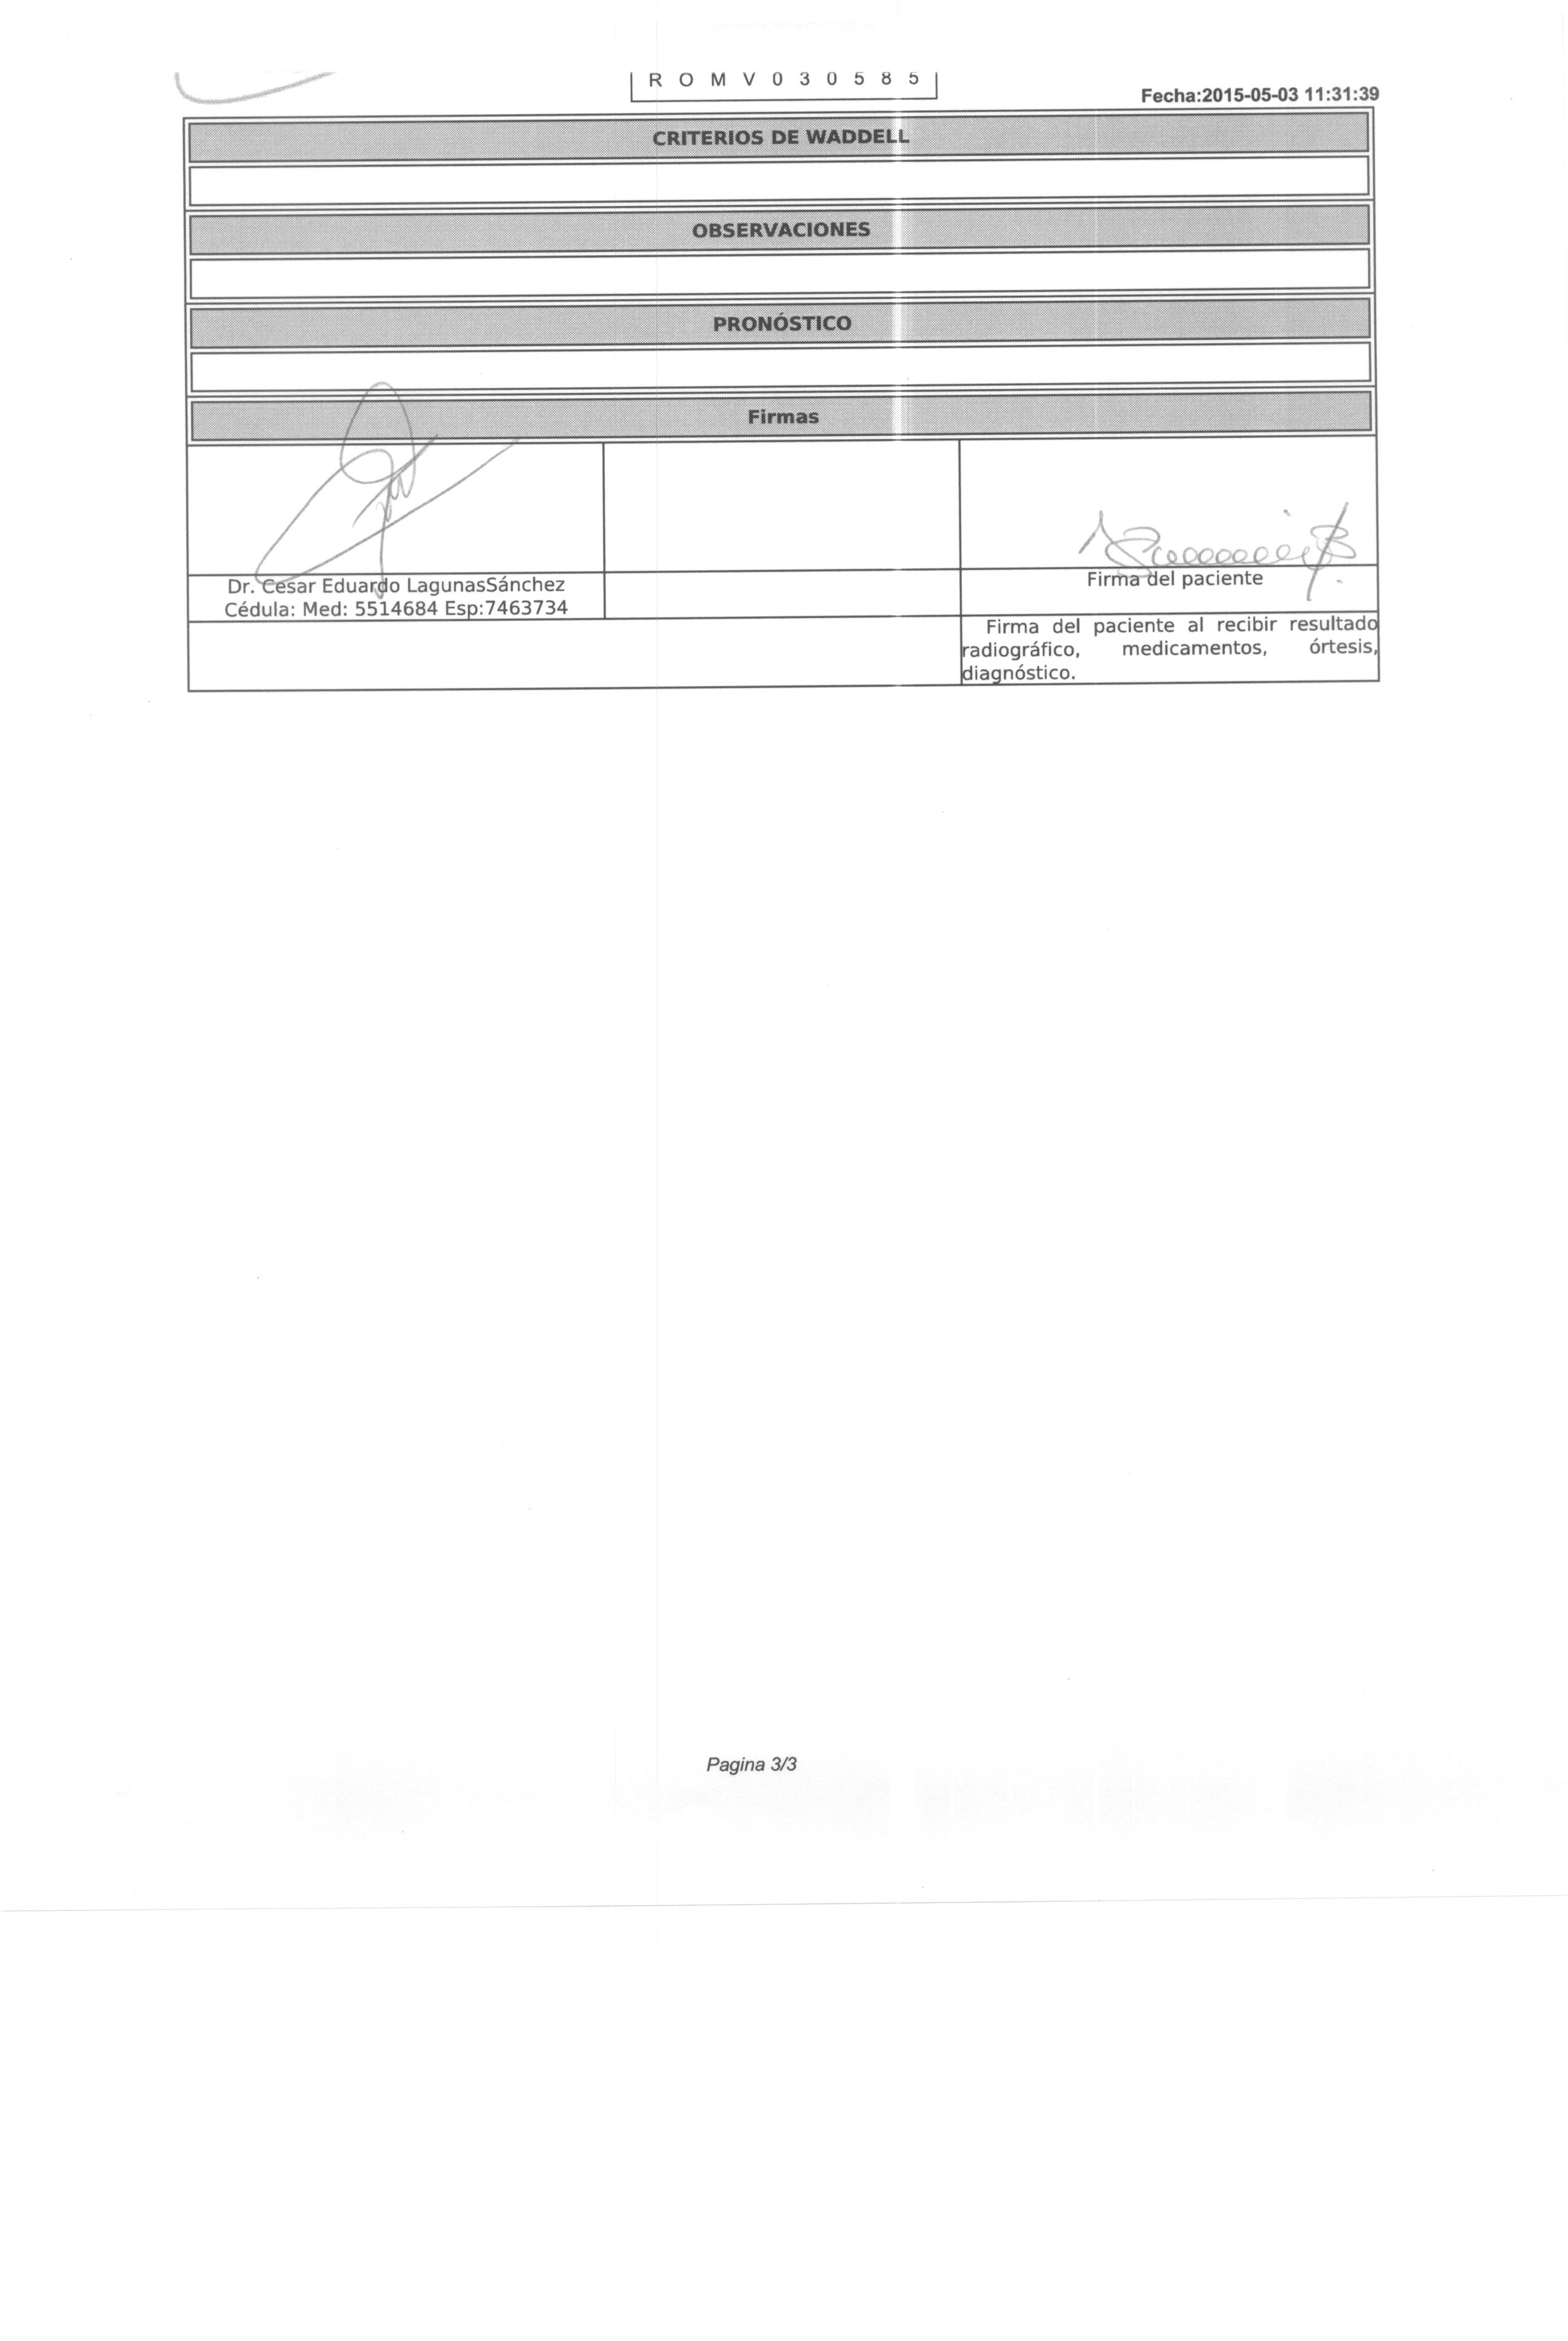 R O M V 0 3 0 5 8 5
Fecha:2015-05-03 11:31:39
CRITERIOS DE WADDELL
OBSERVACIONES
PRONÓSTICO
Firmas
Dr. Cesar Eduardo LagunasSánchez
Cédula: Med: 5514684 Esp:7463734
Firma del paciente
Firma del paciente al recibir resultado
radiográfico, medicamentos, órtesis,
diagnóstico.
Pagina 3/3